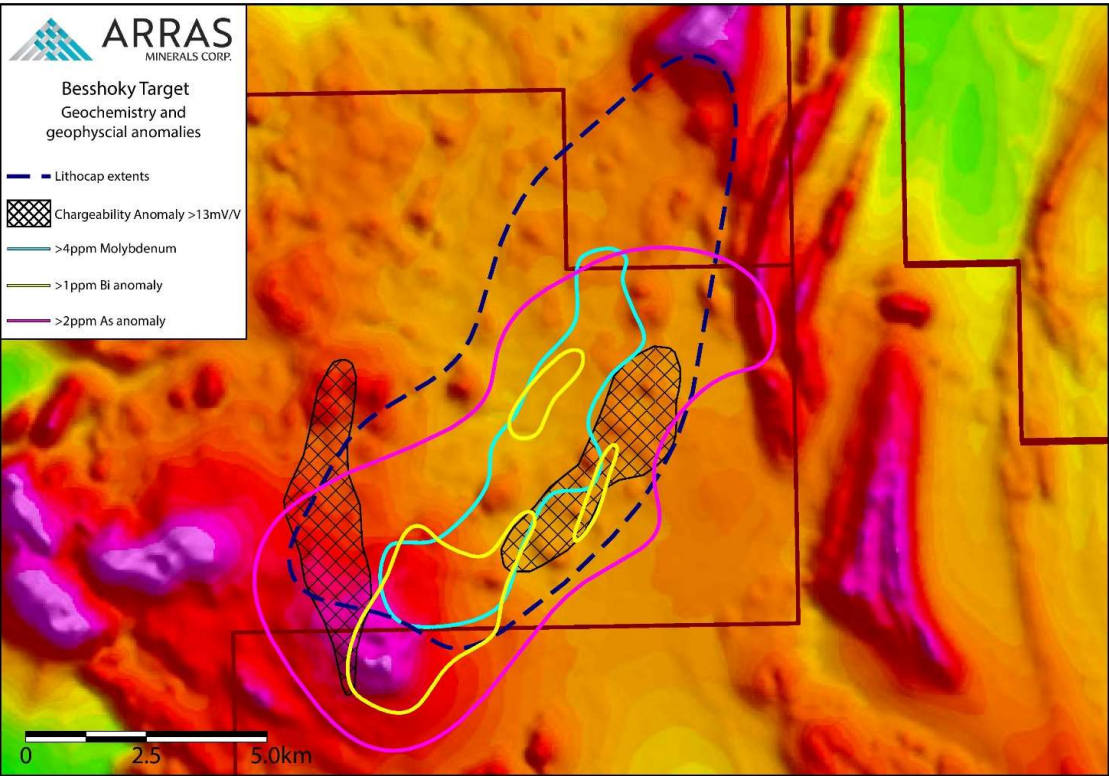 ARRAS
MINERALS CORP.
Besshoky Target
Geochemistry and
geophyscial anomalies
Lithocap extents
Chargeability Anomaly >13mV/V
>4ppm Molybdenum
>1ppm Bi anomaly
>2ppm As anomaly
0 2.5 5.0km